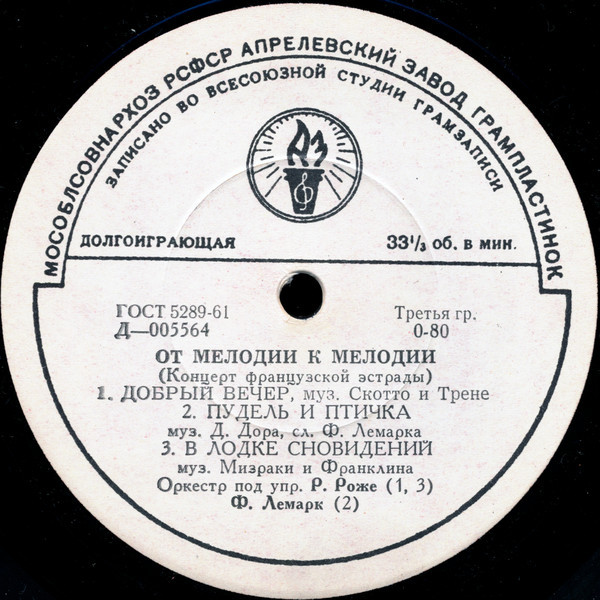 МОСОБЛСОВНАРХОЗ РСФСР АПРЕЛЕВСКИЙ ЗАВОД ГРАМПЛАСТИНОК
ЗАПИСАНО ВО ВСЕСОЮЗНОЙ СТУДИИ ГРАМЗАПИСИ
АЗ
ДОЛГОИГРАЮЩАЯ 33⅓ об. в мин.
ГОСТ 5289-61 Третья гр.
Д—005564 0-80
ОТ МЕЛОДИИ К МЕЛОДИИ
(Концерт французской эстрады)
1. ДОБРЫЙ ВЕЧЕР, муз. Скотто и Трене
2. ПУДЕЛЬ И ПТИЧКА
муз. Д. Дора, сл. Ф. Лемарка
3. В ЛОДКЕ СНОВИДЕНИЙ
муз. Мизраки и Франклина
Оркестр под упр. Р. Роже (1, 3)
Ф. Лемарк (2)